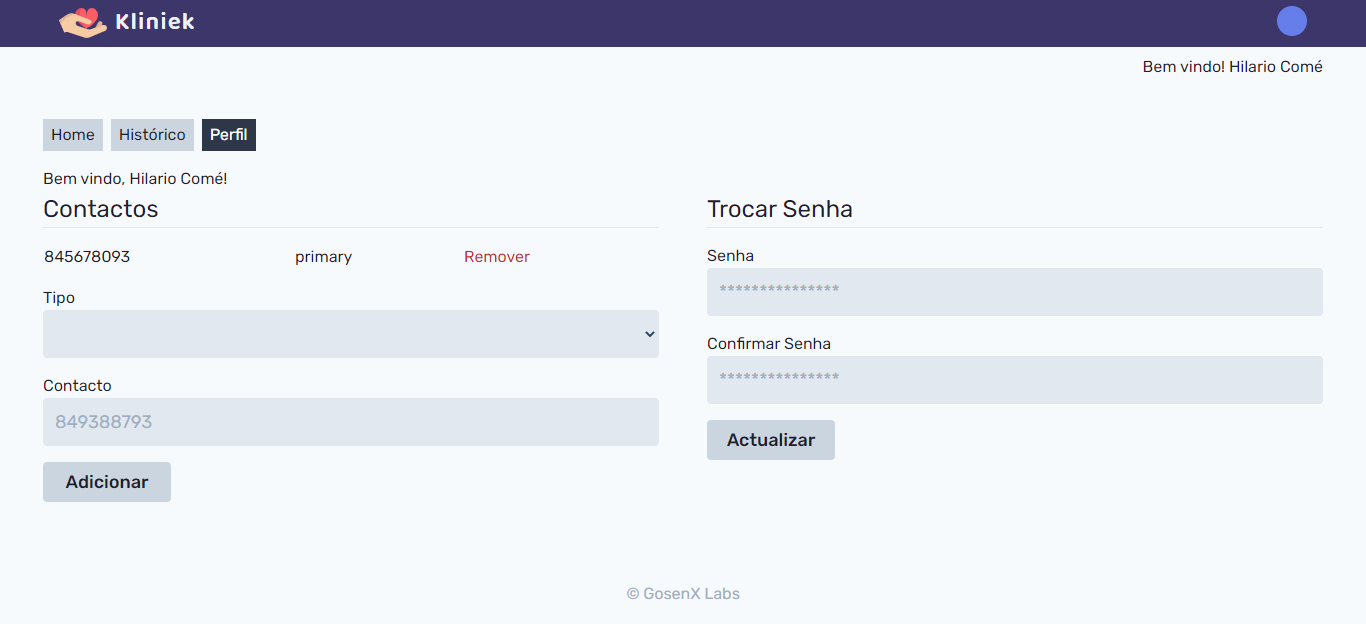 Kliniek
Bem vindo! Hilario Comé
Home Histórico Perfil
Bem vindo, Hilario Comé!
Contactos
845678093 primary Remover
Tipo
Contacto
849388793
Adicionar
Trocar Senha
Senha
***************
Confirmar Senha
***************
Actualizar
© GosenX Labs